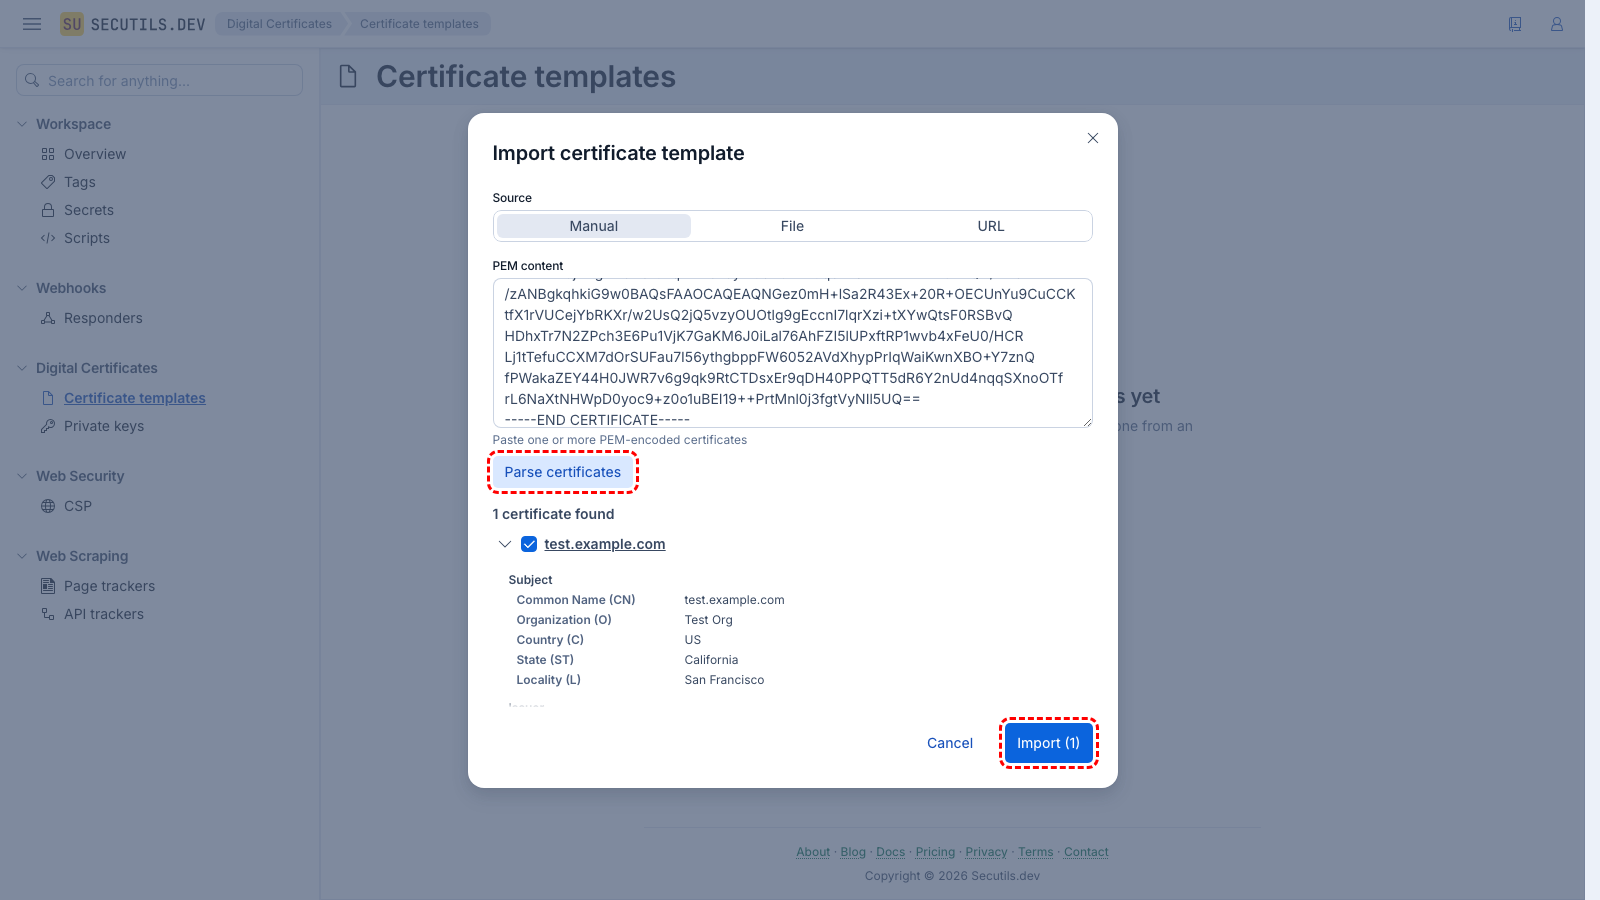 SU SECUTILS.DEV
Digital Certificates
Certificate templates
Search for anything...
Workspace
Overview
Tags
Secrets
Scripts
Webhooks
Responders
Digital Certificates
Certificate templates
Private keys
Web Security
CSP
Web Scraping
Page trackers
API trackers
Certificate templates
s yet
one from an
Import certificate template
Source
Manual
File
URL
PEM content
/zANBgkqhkiG9w0BAQsFAAOCAQEAQNGez0mH+lSa2R43Ex+20R+OECUnYu9CuCCK
tfX1rVUCejYbRKXr/w2UsQ2jQ5vzyOUOtlg9gEccnI7lqrXzi+tXYwQtsF0RSBvQ
HDhxTr7N2ZPch3E6Pu1VjK7GaKM6J0iLal76AhFZI5lUPxftRP1wvb4xFeU0/HCR
Lj1tTefuCCXM7dOrSUFau7I56ythgbppFW6052AVdXhypPrIqWaiKwnXBO+Y7znQ
fPWakaZEY44H0JWR7v6g9qk9RtCTDsxEr9qDH40PPQTT5dR6Y2nUd4nqqSXnoOTf
rL6NaXtNHWpD0yoc9+z0o1uBEI19++PrtMnl0j3fgtVyNIl5UQ==
-----END CERTIFICATE-----
Paste one or more PEM-encoded certificates
Parse certificates
1 certificate found
test.example.com
Subject
Common Name (CN) test.example.com
Organization (O) Test Org
Country (C) US
State (ST) California
Locality (L) San Francisco
Cancel
Import (1)
About · Blog · Docs · Pricing · Privacy · Terms · Contact
Copyright © 2026 Secutils.dev